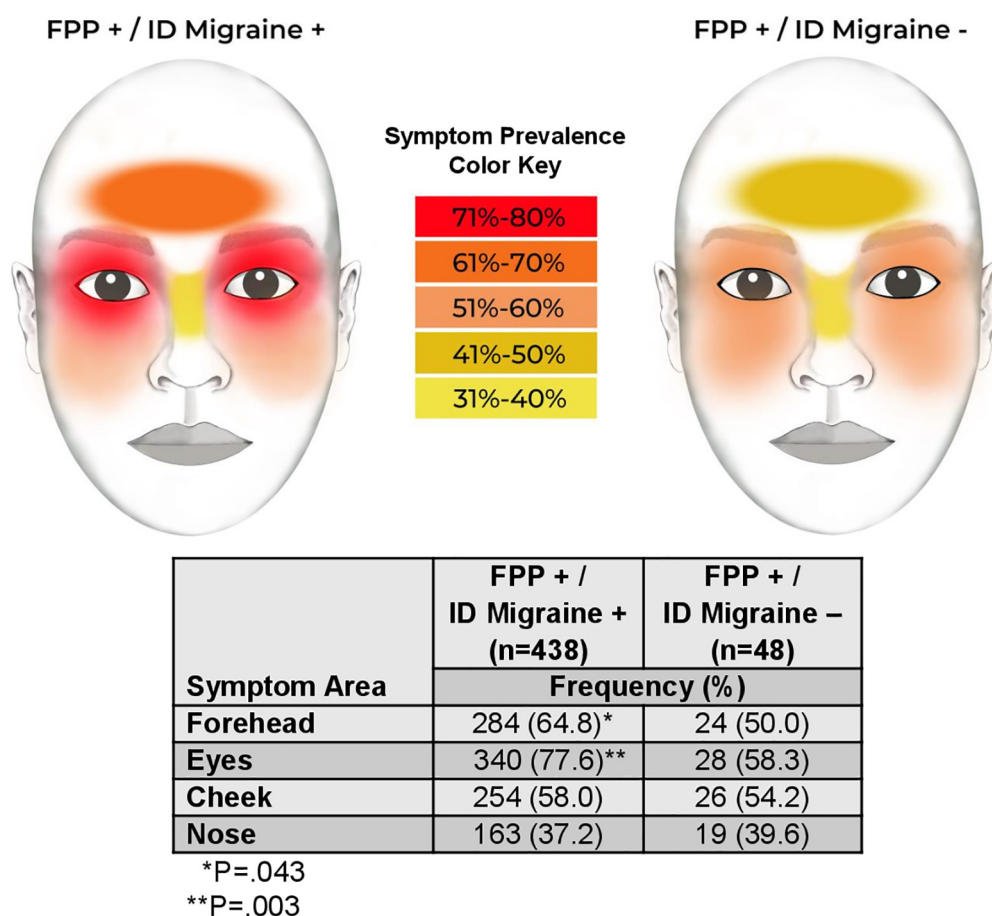 FPP + / ID Migraine +
FPP + / ID Migraine -
Symptom Prevalence
Color Key
71%-80%
61%-70%
51%-60%
41%-50%
31%-40%
Symptom Area
FPP + /
ID Migraine +
(n=438)
FPP + /
ID Migraine –
(n=48)
Frequency (%)
Forehead 284 (64.8)* 24 (50.0)
Eyes 340 (77.6)** 28 (58.3)
Cheek 254 (58.0) 26 (54.2)
Nose 163 (37.2) 19 (39.6)
*P=.043
**P=.003